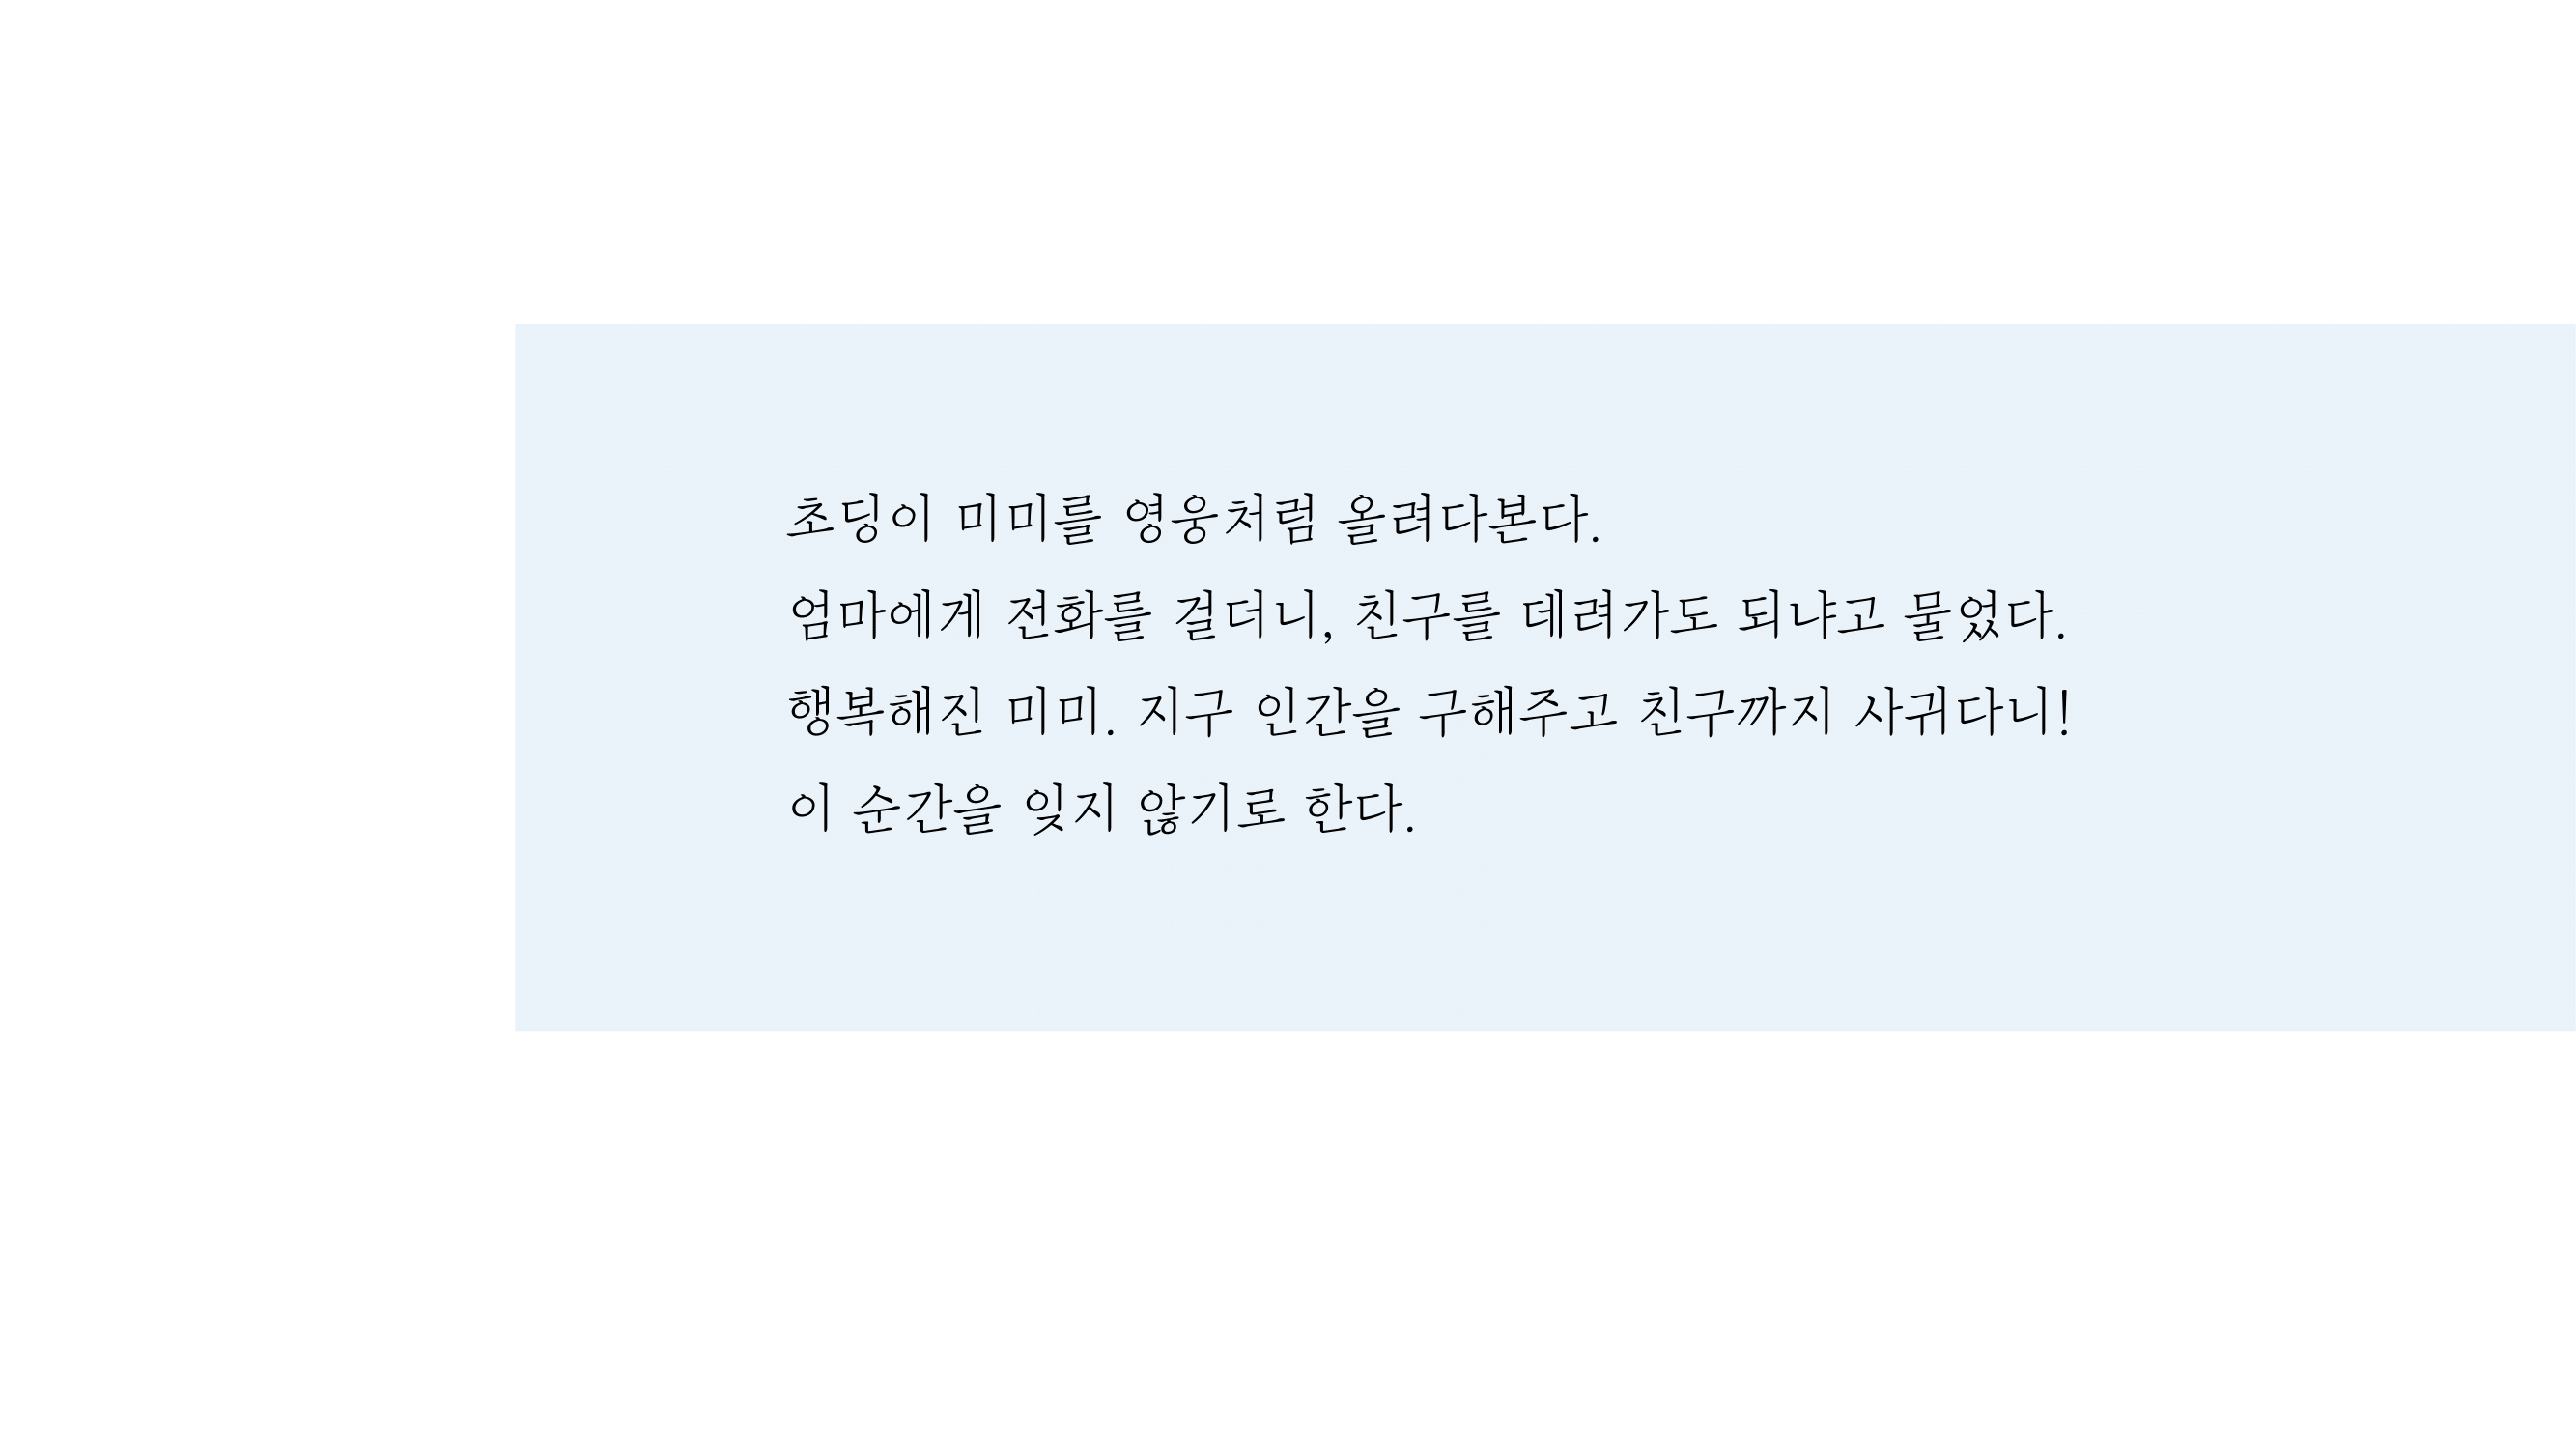 초딩이 미미를 영웅처럼 올려다본다.
엄마에게 전화를 걸더니, 친구를 데려가도 되냐고 물었다.
행복해진 미미. 지구 인간을 구해주고 친구까지 사귀다니!
이 순간을 잊지 않기로 한다.